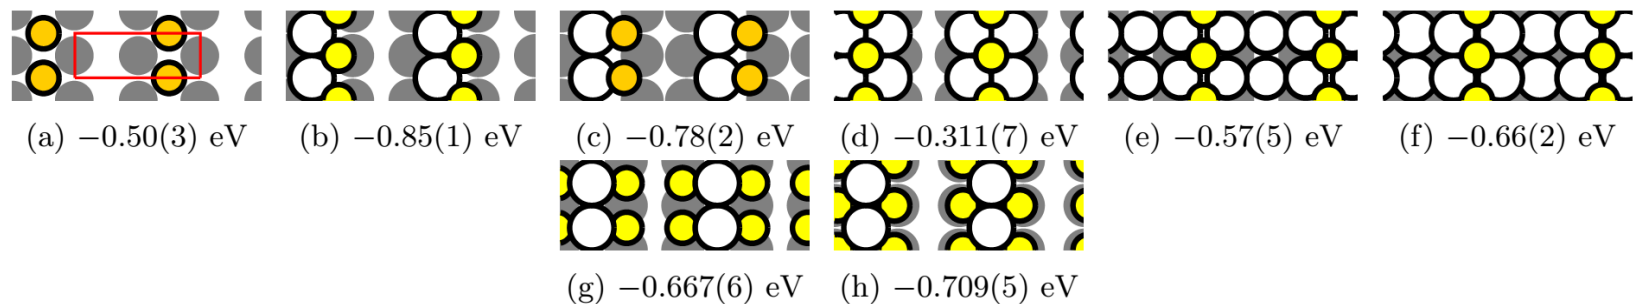 (a) −0.50(3) eV (b) −0.85(1) eV (c) −0.78(2) eV (d) −0.311(7) eV (e) −0.57(5) eV (f) −0.66(2) eV
(g) −0.667(6) eV (h) −0.709(5) eV